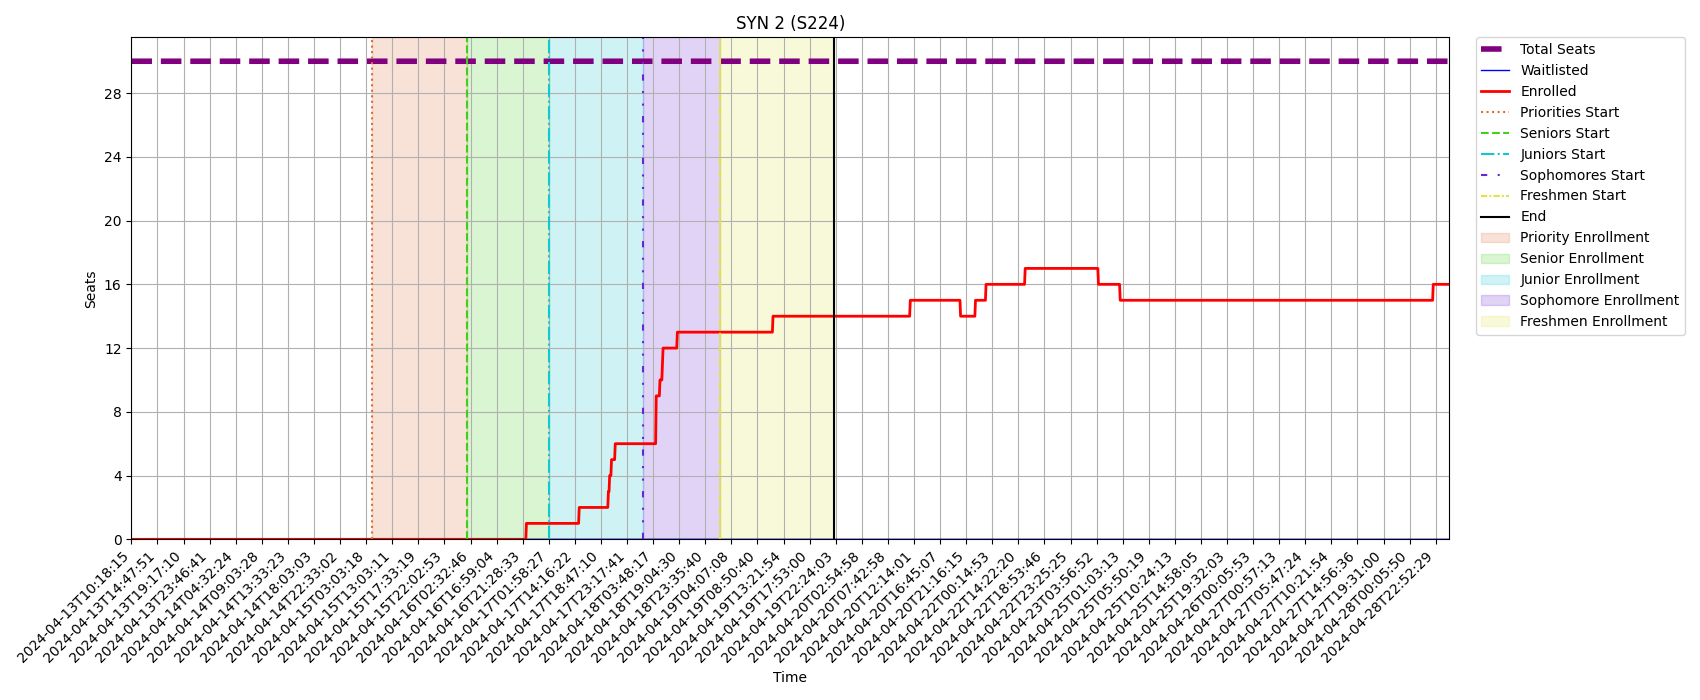 SYN 2 (S224)
Seats
28
24
20
16
12
8
4
0
2024-04-13T10:18:15
2024-04-13T14:47:51
2024-04-13T19:17:10
2024-04-13T23:46:41
2024-04-14T04:32:24
2024-04-14T09:03:28
2024-04-14T13:33:23
2024-04-14T18:03:03
2024-04-14T22:33:02
2024-04-15T03:03:18
2024-04-15T13:03:11
2024-04-15T17:33:19
2024-04-15T22:02:53
2024-04-16T02:32:46
2024-04-16T16:59:04
2024-04-16T21:28:33
2024-04-17T01:58:27
2024-04-17T14:16:22
2024-04-17T18:47:10
2024-04-17T23:17:41
2024-04-18T03:48:17
2024-04-18T19:04:30
2024-04-18T23:35:40
2024-04-19T04:07:08
2024-04-19T08:50:40
2024-04-19T13:21:54
2024-04-19T17:53:00
2024-04-19T22:24:03
2024-04-20T02:54:58
2024-04-20T07:42:58
2024-04-20T12:14:01
2024-04-20T16:45:07
2024-04-20T21:16:15
2024-04-22T00:14:53
2024-04-22T14:22:20
2024-04-22T18:53:46
2024-04-22T23:25:25
2024-04-23T03:56:52
2024-04-25T01:03:13
2024-04-25T05:50:19
2024-04-25T10:24:13
2024-04-25T14:58:05
2024-04-25T19:32:03
2024-04-26T00:05:53
2024-04-27T00:57:13
2024-04-27T05:47:24
2024-04-27T10:21:54
2024-04-27T14:56:36
2024-04-27T19:31:00
2024-04-28T00:05:50
2024-04-28T22:52:29
Time
Total Seats
Waitlisted
Enrolled
Priorities Start
Seniors Start
Juniors Start
Sophomores Start
Freshmen Start
End
Priority Enrollment
Senior Enrollment
Junior Enrollment
Sophomore Enrollment
Freshmen Enrollment